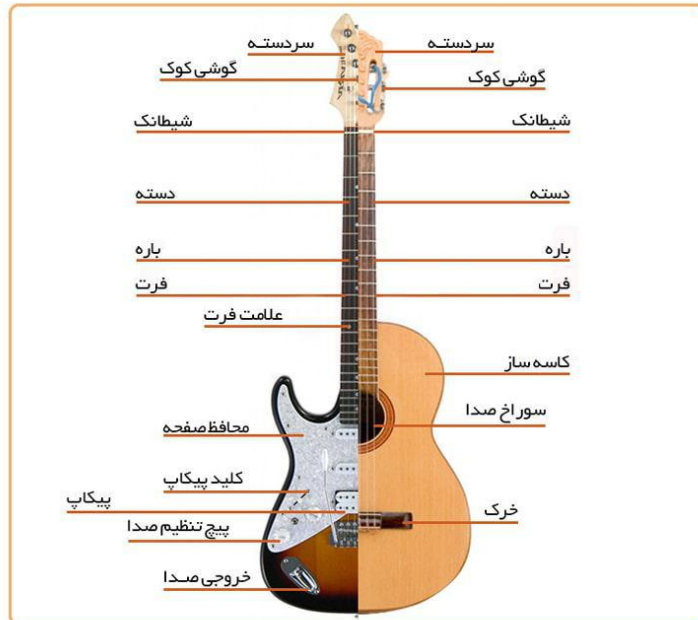 سردسته
سردسته
گوشی کوک
گوشی کوک
شیطانک
شیطانک
دسته
دسته
باره
باره
فرت
فرت
علامت فرت
کاسه ساز
سوراخ صدا
محافظ صفحه
کلید پیکاپ
پیکاپ
خرک
پیچ تنظیم صدا
خروجی صدا